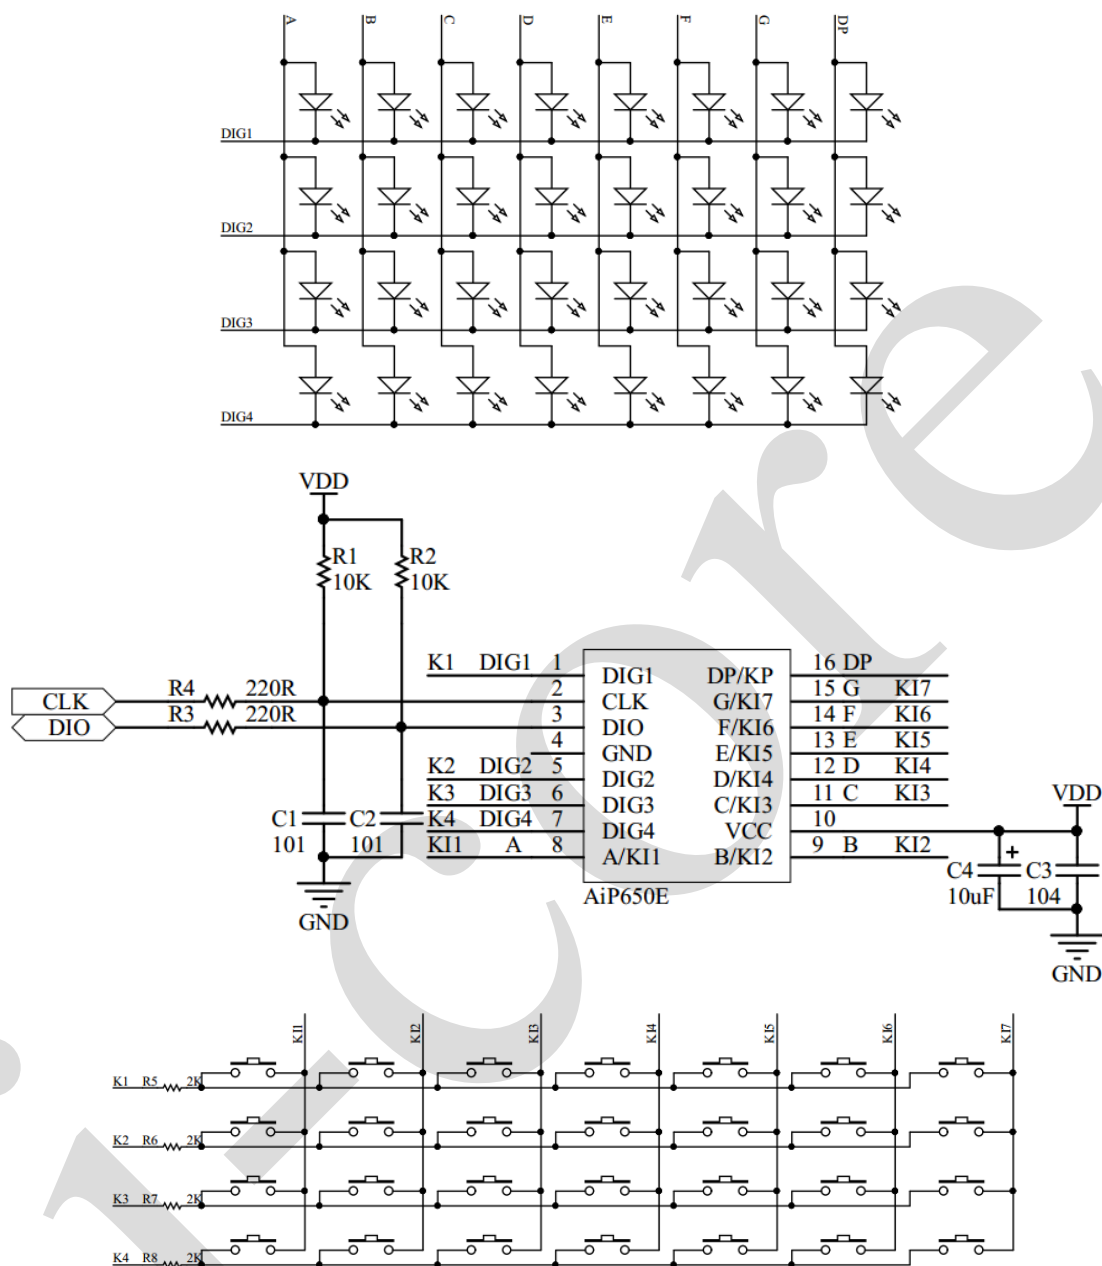 A B C D E F G DP
DIG1
DIG2
DIG3
DIG4
VDD
R1 R2
10K 10K
K1 DIG1 1 DIG1 DP/KP 16 DP
CLK R4 220R 2 CLK G/KI7 15 G KI7
DIO R3 220R 3 DIO F/KI6 14 F KI6
4 GND E/KI5 13 E KI5
K2 DIG2 5 DIG2 D/KI4 12 D KI4
K3 DIG3 6 DIG3 C/KI3 11 C KI3
VDD
C1 C2 K4 DIG4 7 DIG4 VCC 10
101 101 KI1 A 8 A/KI1 B/KI2 9 B KI2
+
C4 C3
AiP650E 10uF 104
GND
GND
KI1 KI2 KI3 KI4 KI5 KI6 KI7
K1 R5 2K
K2 R6 2K
K3 R7 2K
K4 R8 2K
i-core